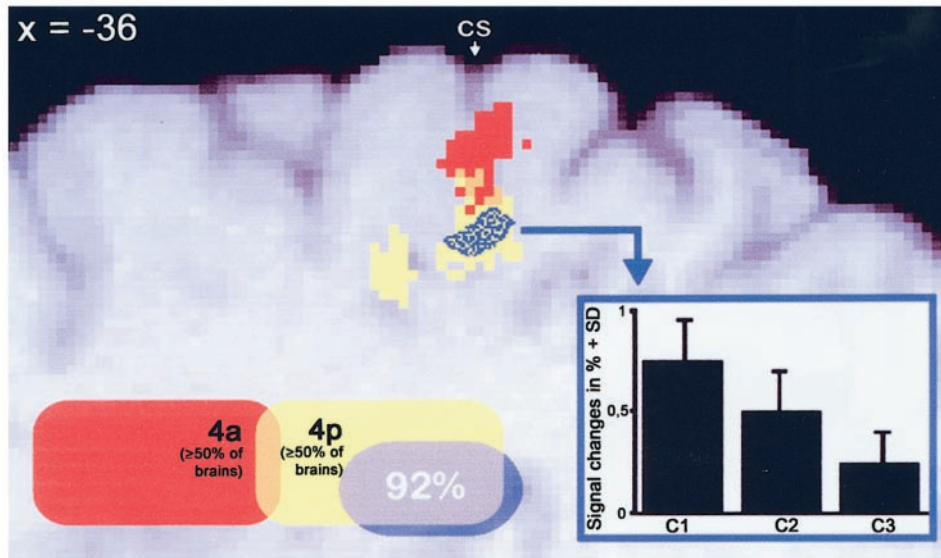 x = -36
CS
4a
(≥50% of
brains)
4p
(≥50% of
brains)
92%
Signal changes in % + SD
1
0,5
0
C1 C2 C3